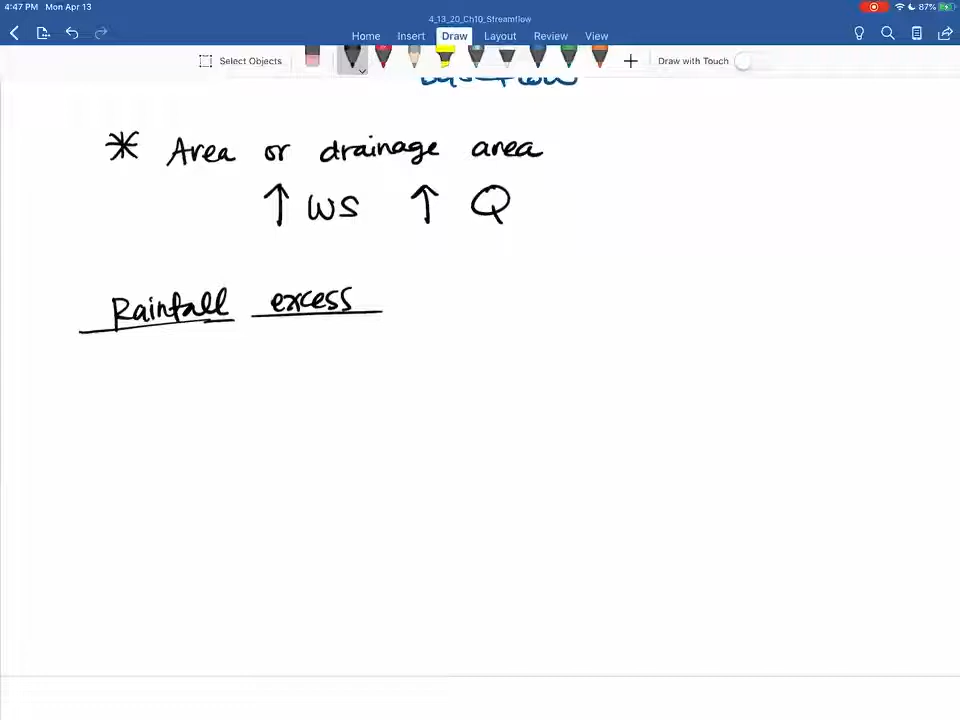 4:47 PM Mon Apr 13
87%
4_13_20_Ch10_Streamflow
Home Insert Draw Layout Review View
Select Objects
Draw with Touch
* Area or drainage area
↑ WS ↑ Q
Rainfall excess